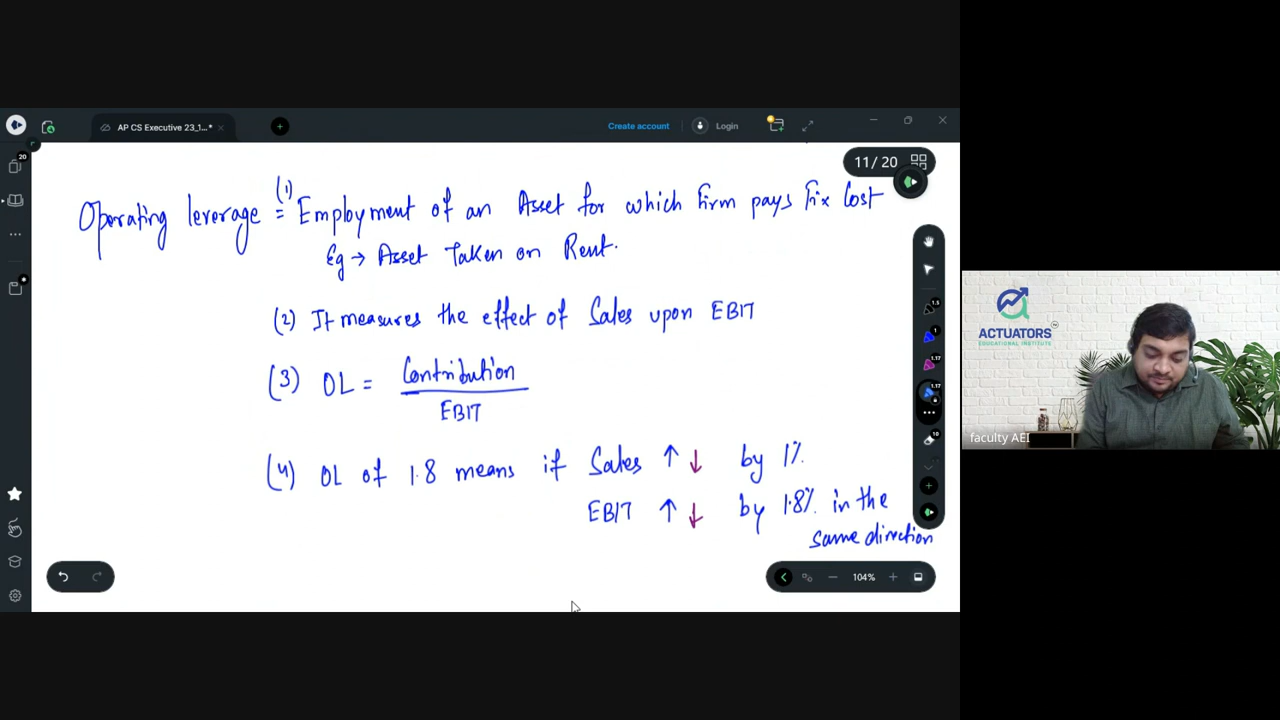 AP CS Executive 23_1...*
Create account
Login
20
11/20
(1)
Operating leverage = Employment of an Asset for which Firm pays Fix Cost
Eg → Asset Taken on Rent.
(2) It measures the effect of Sales upon EBIT
(3) OL = Contribution
EBIT
(4) OL of 1.8 means if Sales ↑ ↓ by 1%
EBIT ↑ ↓ by 1.8% in the
same direction
104%
ACTUATORS
EDUCATIONAL INSTITUTE
faculty AEI